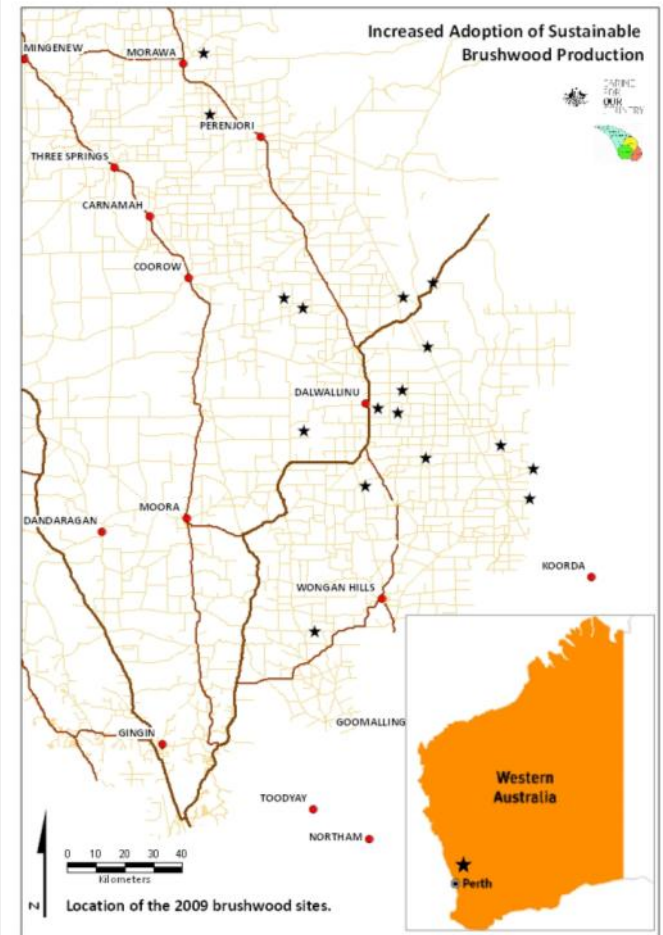 Increased Adoption of Sustainable
Brushwood Production
MINGENEW
MORAWA
FOR
OUR
PERENJORI
THREE SPRINGS
CARNAMAH
COOROW
DALWALLINU
MOORA
DANDARAGAN
KOORDA
WONGAN HILLS
GOOMALLING
GINGIN
Western
Australia
TOODYAY
NORTHAM
Perth
0 10 20 30 40
Kilometers
N
Location of the 2009 brushwood sites.